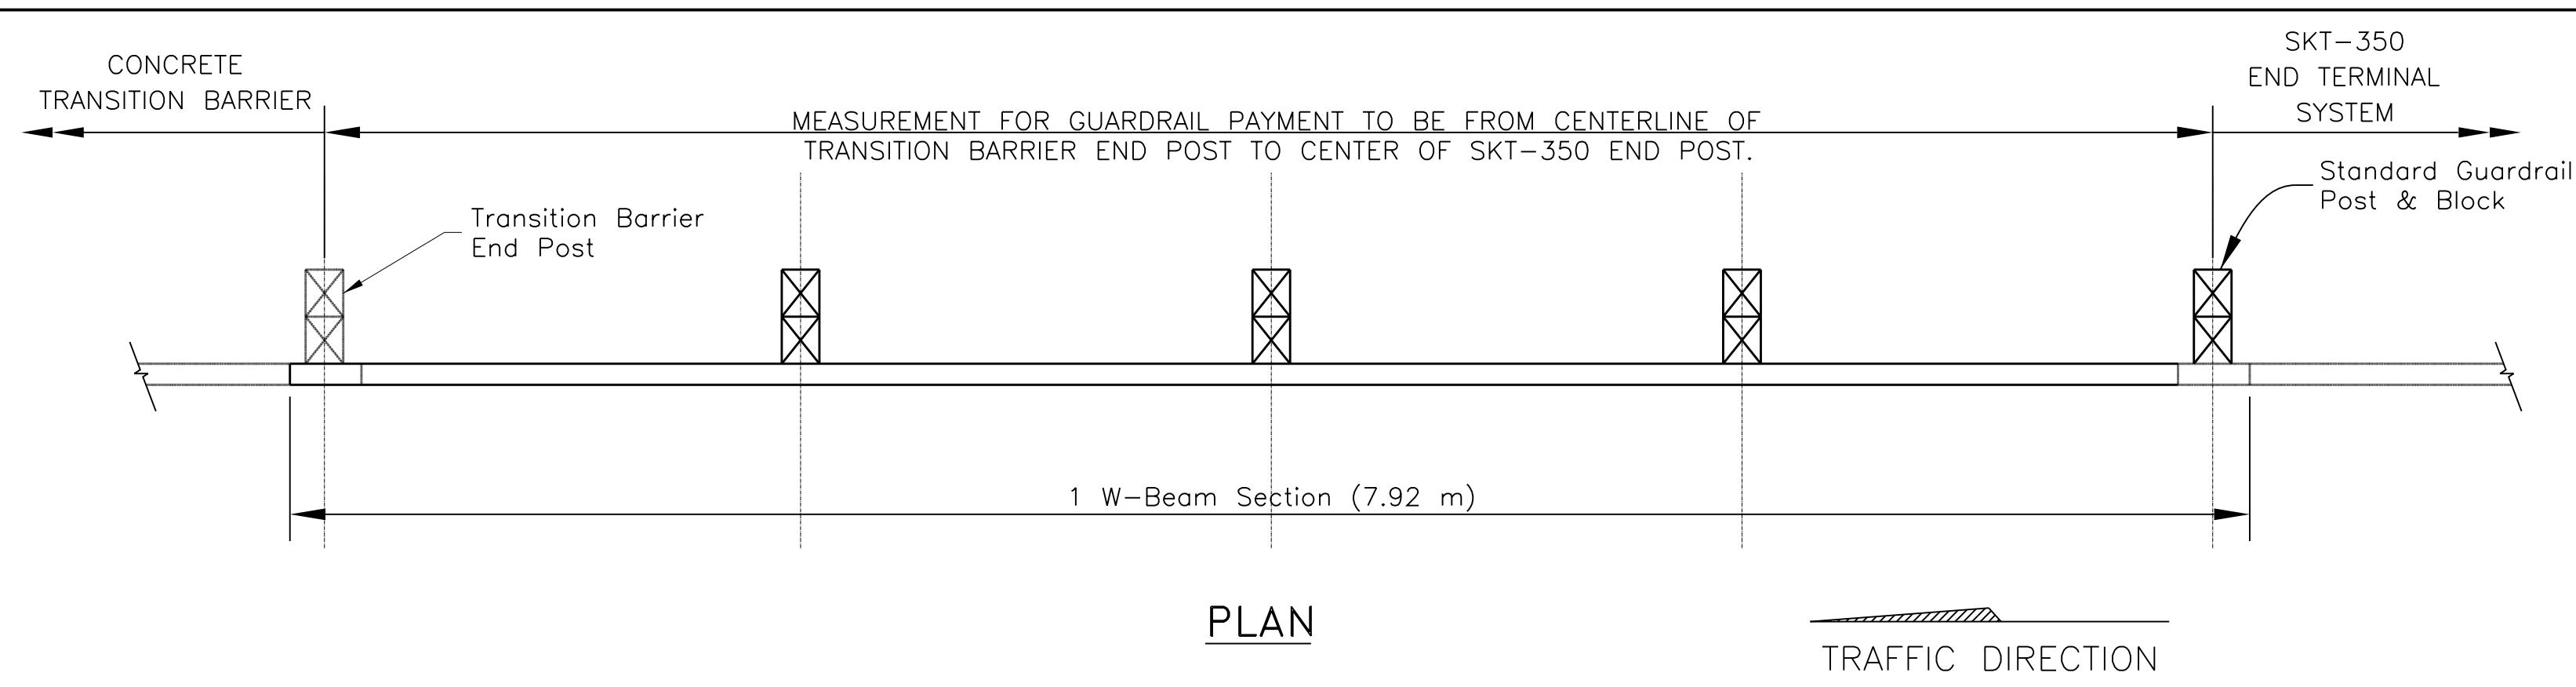 CONCRETE
TRANSITION BARRIER
MEASUREMENT FOR GUARDRAIL PAYMENT TO BE FROM CENTERLINE OF
TRANSITION BARRIER END POST TO CENTER OF SKT-350 END POST.
SKT-350
END TERMINAL
SYSTEM
Transition Barrier
End Post
Standard Guardrail
Post & Block
1 W-Beam Section (7.92 m)
PLAN
TRAFFIC DIRECTION